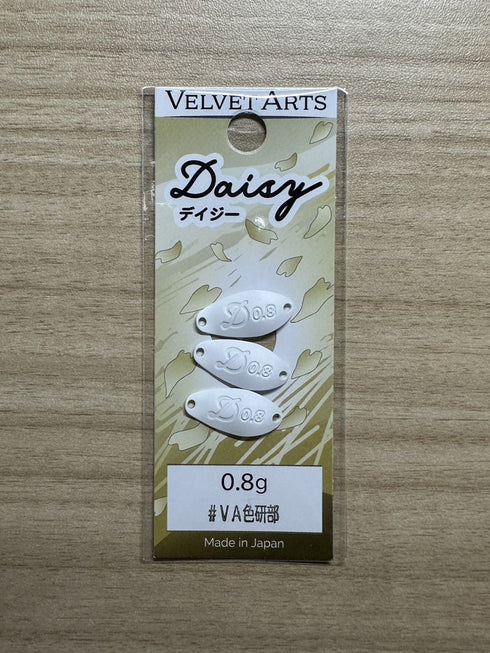 VELVET ARTS
Daisy
デイジー
D0.8
D0.8
D0.8
0.8g
#VA色研部
Made in Japan